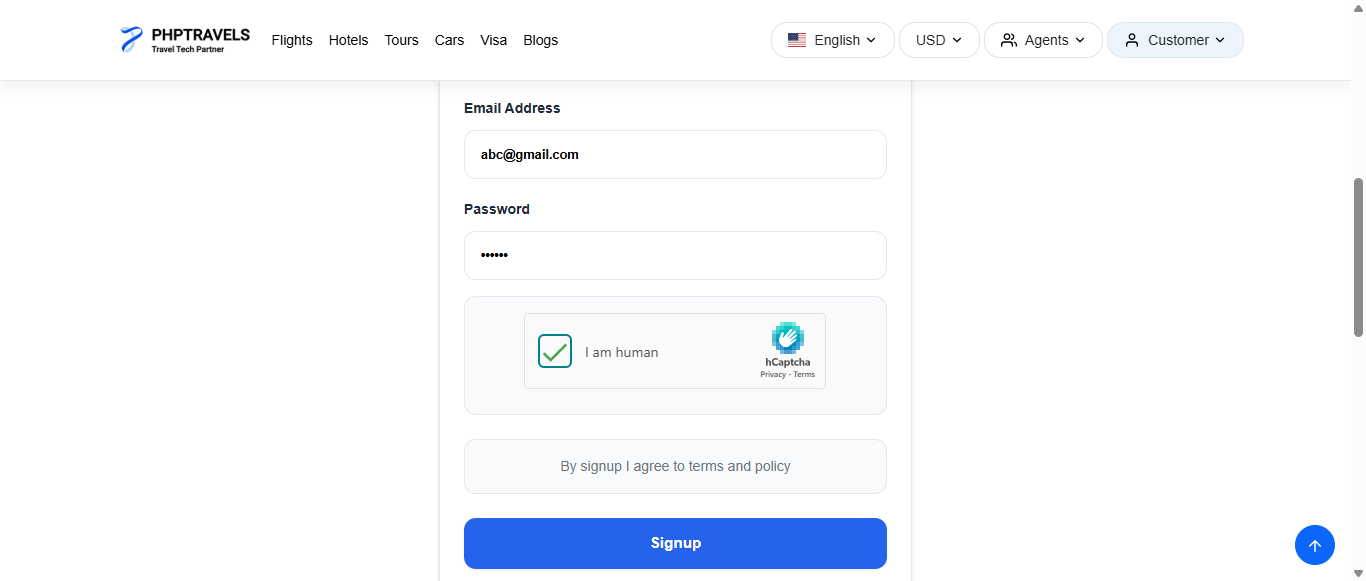 PHPTRAVELS
Travel Tech Partner
Flights Hotels Tours Cars Visa Blogs
English USD Agents Customer
Email Address
abc@gmail.com
Password
••••••
I am human
hCaptcha
Privacy - Terms
By signup I agree to terms and policy
Signup